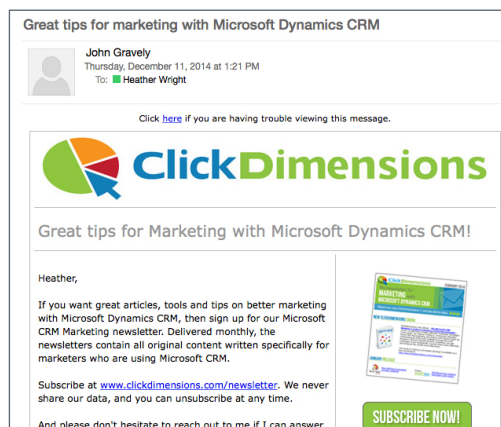 Great tips for marketing with Microsoft Dynamics CRM
John Gravely
Thursday, December 11, 2014 at 1:21 PM
To: Heather Wright
Click here if you are having trouble viewing this message.
ClickDimensions
Great tips for Marketing with Microsoft Dynamics CRM!
Heather,
If you want great articles, tools and tips on better marketing
with Microsoft Dynamics CRM, then sign up for our Microsoft
CRM Marketing newsletter. Delivered monthly, the
newsletters contain all original content written specifically for
marketers who are using Microsoft CRM.
Subscribe at www.clickdimensions.com/newsletter. We never
share our data, and you can unsubscribe at any time.
And please don't hesitate to reach out to me if I can answer
ClickDimensions
MARKETING
MICROSOFT DYNAMICS CRM
SUBSCRIBE NOW!